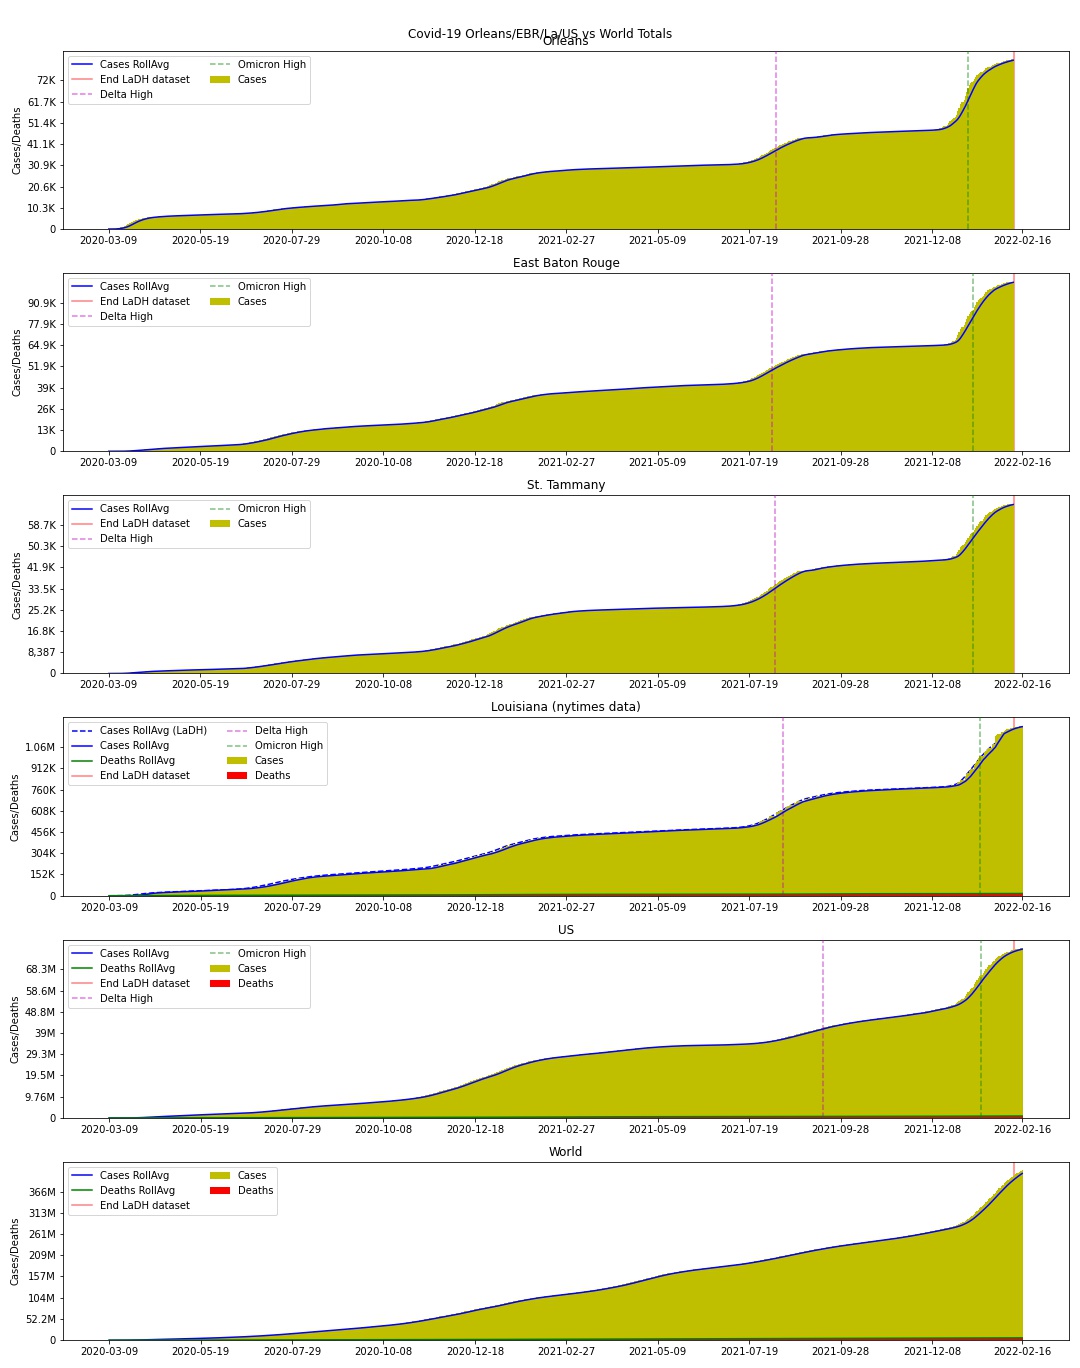 Covid-19 Orleans/EBR/La/US vs World Totals
Orleans
Cases RollAvg
End LaDH dataset
Delta High
Omicron High
Cases
Cases/Deaths
72K
61.7K
51.4K
41.1K
30.9K
20.6K
10.3K
0
2020-03-09 2020-05-19 2020-07-29 2020-10-08 2020-12-18 2021-02-27 2021-05-09 2021-07-19 2021-09-28 2021-12-08 2022-02-16
East Baton Rouge
Cases RollAvg
End LaDH dataset
Delta High
Omicron High
Cases
Cases/Deaths
90.9K
77.9K
64.9K
51.9K
39K
26K
13K
0
2020-03-09 2020-05-19 2020-07-29 2020-10-08 2020-12-18 2021-02-27 2021-05-09 2021-07-19 2021-09-28 2021-12-08 2022-02-16
St. Tammany
Cases RollAvg
End LaDH dataset
Delta High
Omicron High
Cases
Cases/Deaths
58.7K
50.3K
41.9K
33.5K
25.2K
16.8K
8,387
0
2020-03-09 2020-05-19 2020-07-29 2020-10-08 2020-12-18 2021-02-27 2021-05-09 2021-07-19 2021-09-28 2021-12-08 2022-02-16
Louisiana (nytimes data)
Cases RollAvg (LaDH)
Cases RollAvg
Deaths RollAvg
End LaDH dataset
Delta High
Omicron High
Cases
Deaths
Cases/Deaths
1.06M
912K
760K
608K
456K
304K
152K
0
2020-03-09 2020-05-19 2020-07-29 2020-10-08 2020-12-18 2021-02-27 2021-05-09 2021-07-19 2021-09-28 2021-12-08 2022-02-16
US
Cases RollAvg
Deaths RollAvg
End LaDH dataset
Delta High
Omicron High
Cases
Deaths
Cases/Deaths
68.3M
58.6M
48.8M
39M
29.3M
19.5M
9.76M
0
2020-03-09 2020-05-19 2020-07-29 2020-10-08 2020-12-18 2021-02-27 2021-05-09 2021-07-19 2021-09-28 2021-12-08 2022-02-16
World
Cases RollAvg
Deaths RollAvg
End LaDH dataset
Cases
Deaths
Cases/Deaths
366M
313M
261M
209M
157M
104M
52.2M
0
2020-03-09 2020-05-19 2020-07-29 2020-10-08 2020-12-18 2021-02-27 2021-05-09 2021-07-19 2021-09-28 2021-12-08 2022-02-16